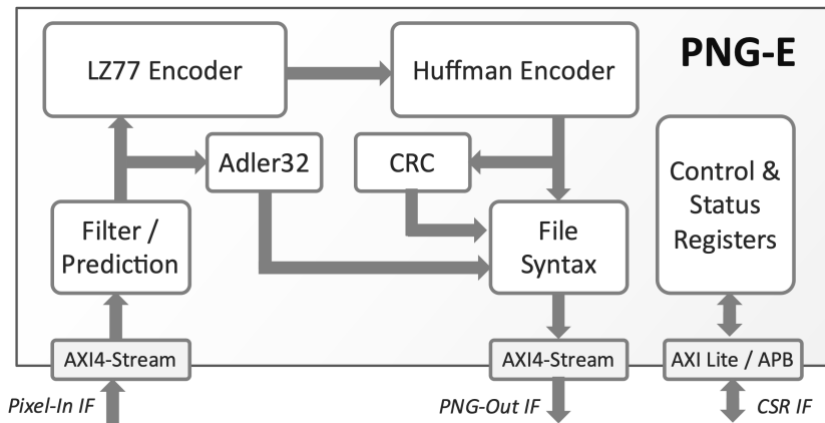 PNG-E
LZ77 Encoder
Huffman Encoder
Adler32
CRC
Control &
Status
Registers
Filter /
Prediction
File
Syntax
AXI4-Stream
AXI4-Stream
AXI Lite / APB
Pixel-In IF
PNG-Out IF
CSR IF